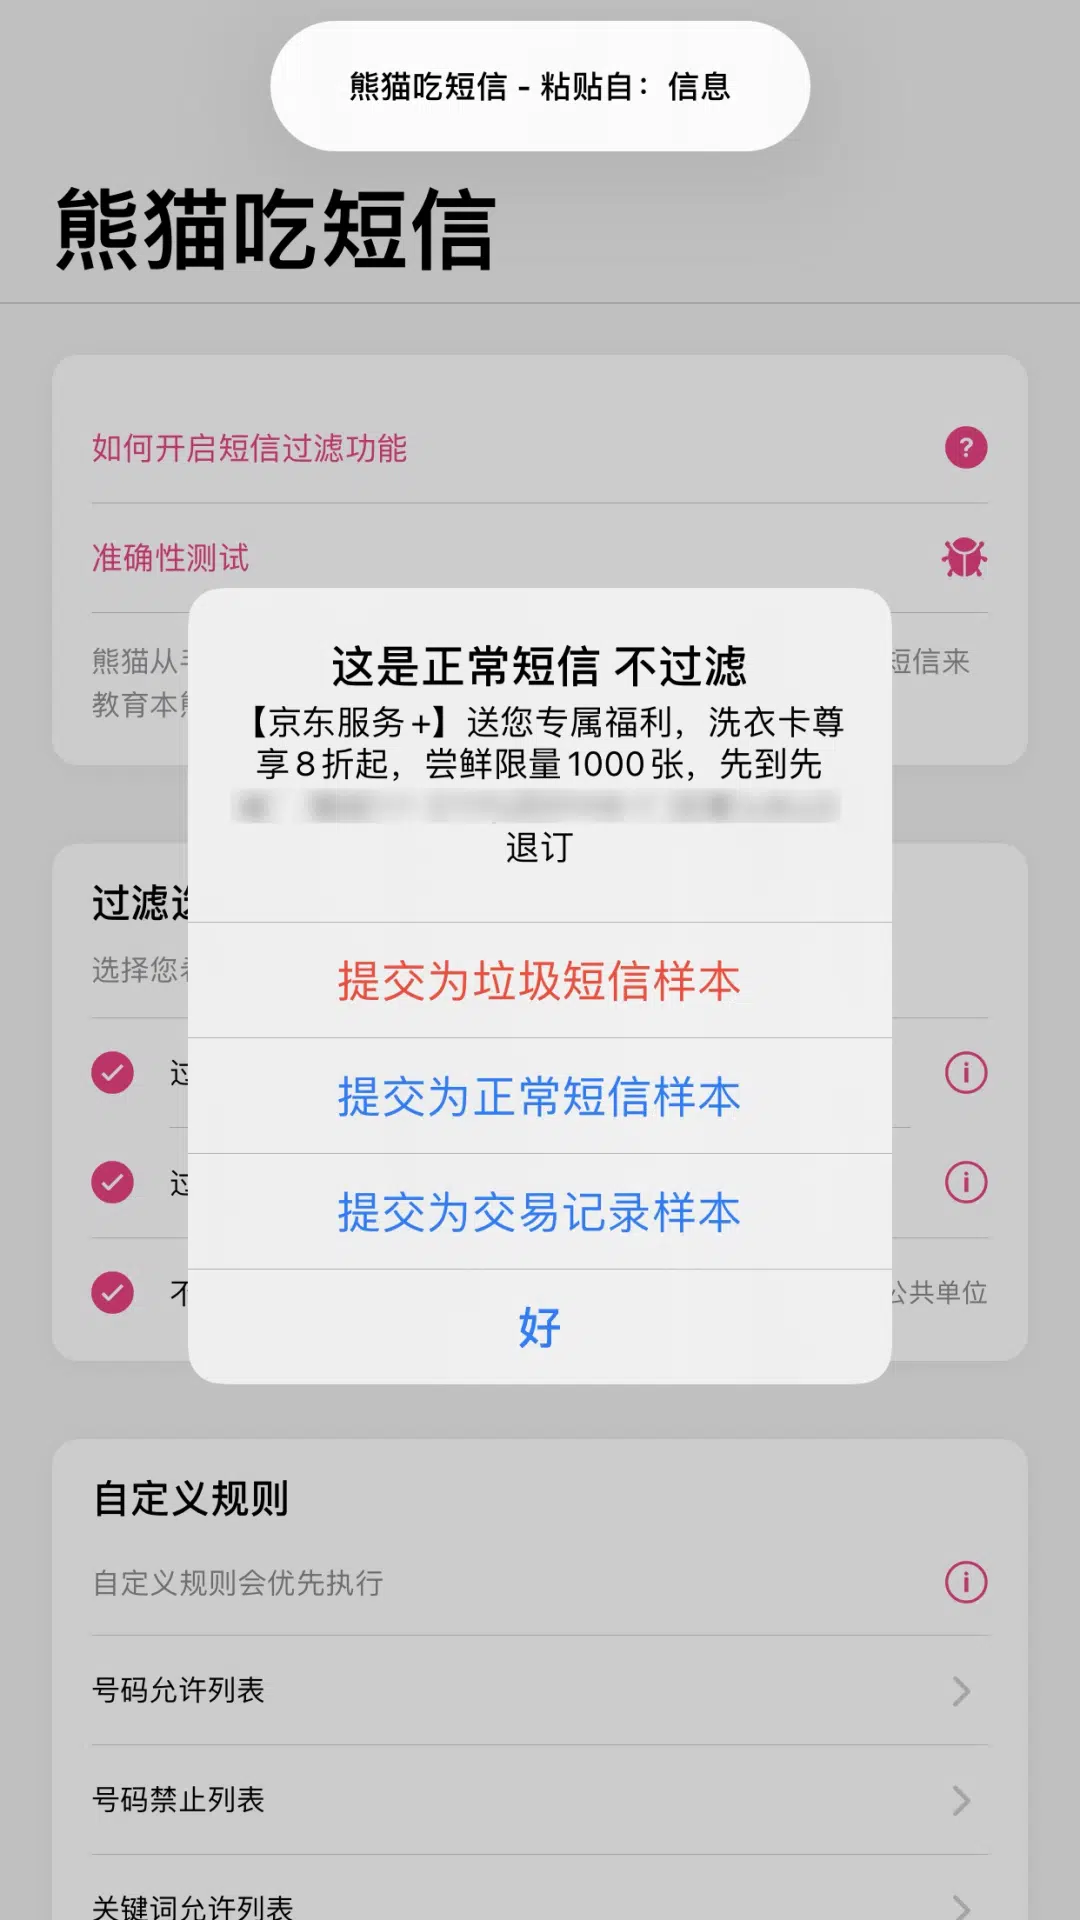 熊猫吃短信 - 粘贴自：信息
熊猫吃短信
如何开启短信过滤功能
准确性测试
熊猫从
短信来
教育本
这是正常短信 不过滤
【京东服务+】送您专属福利，洗衣卡尊
享8折起，尝鲜限量1000张，先到先
退订
过滤
选择您
提交为垃圾短信样本
过
提交为正常短信样本
过
提交为交易记录样本
不
公共单位
好
自定义规则
自定义规则会优先执行
号码允许列表
号码禁止列表
关键词允许列表